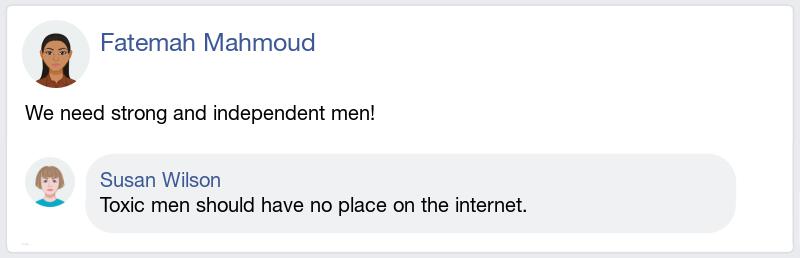 Fatemah Mahmoud
We need strong and independent men!
Susan Wilson
Toxic men should have no place on the internet.